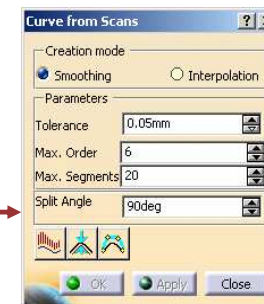 Curve from Scans
Creation mode
Smoothing Interpolation
Parameters
Tolerance 0.05mm
Max. Order 6
Max. Segments 20
Split Angle 90deg
OK Apply Close